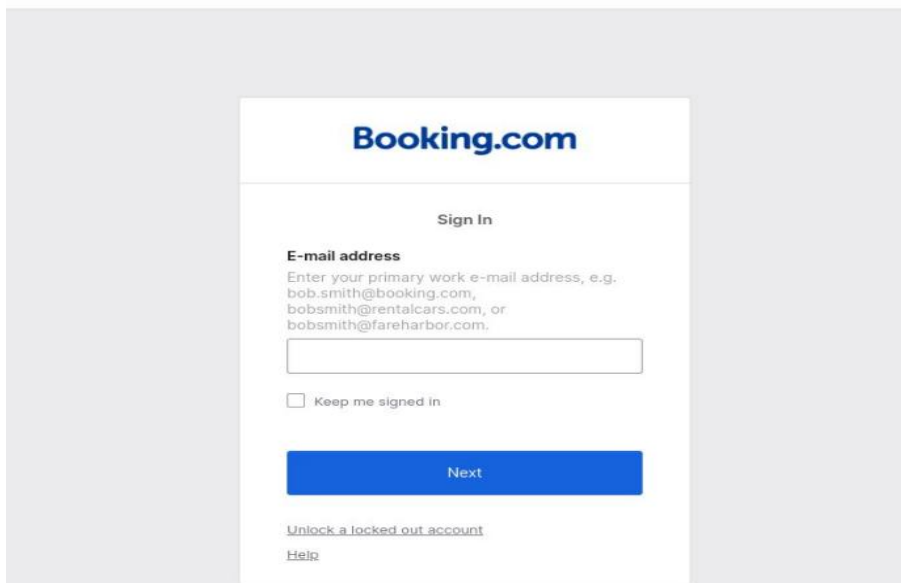 Booking.com
Sign In
E-mail address
Enter your primary work e-mail address, e.g.
bob.smith@booking.com,
bobsmith@rentalcars.com, or
bobsmith@fareharbor.com.
Keep me signed in
Next
Unlock a locked out account
Help